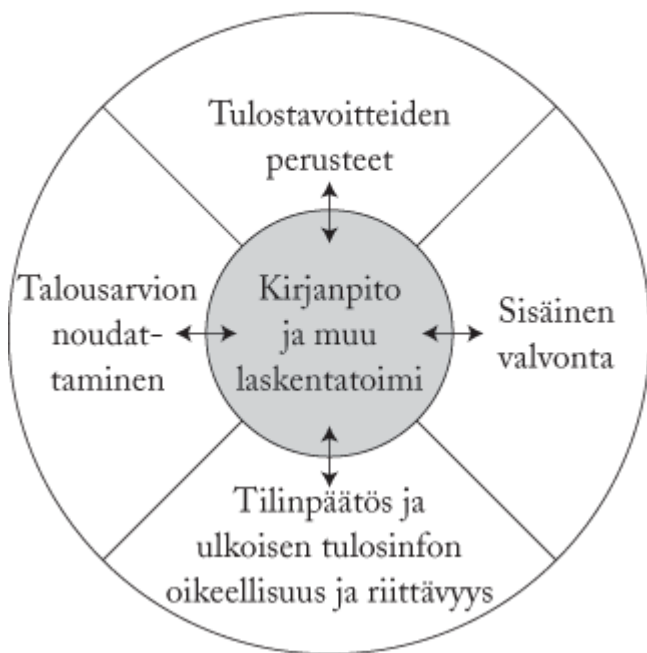 Tulostavoitteiden
perusteet
Talousarvion
noudat-
taminen
Kirjanpito
ja muu
laskentatoimi
Sisäinen
valvonta
Tilinpäätös ja
ulkoisen tulosinfon
oikeellisuus ja riittävyys